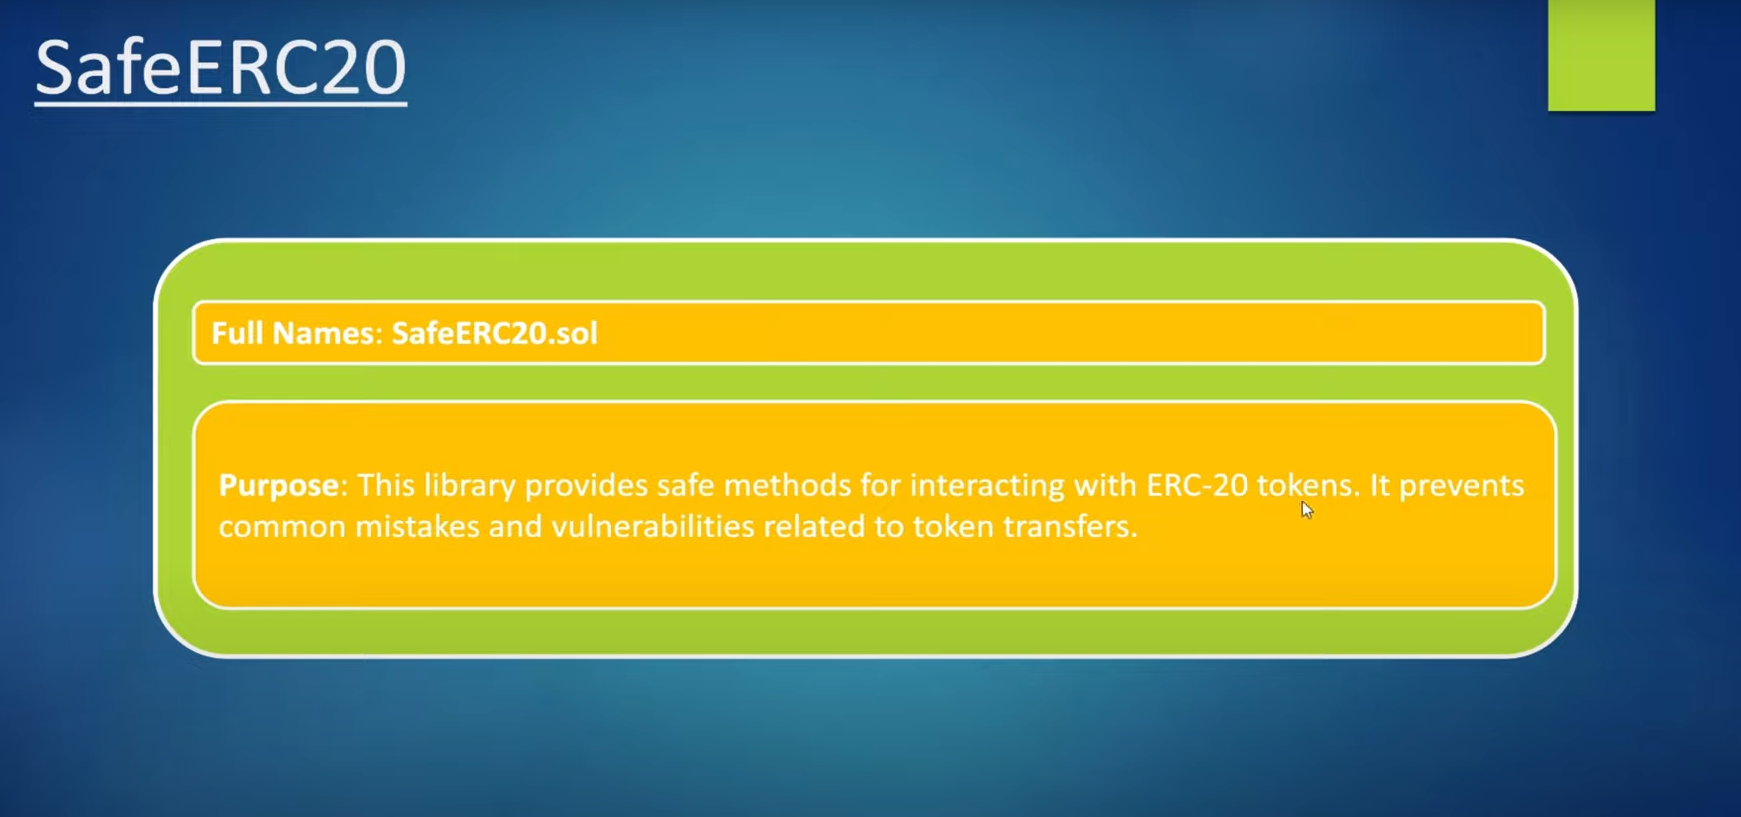 SafeERC20
Full Names: SafeERC20.sol
Purpose: This library provides safe methods for interacting with ERC-20 tokens. It prevents
common mistakes and vulnerabilities related to token transfers.